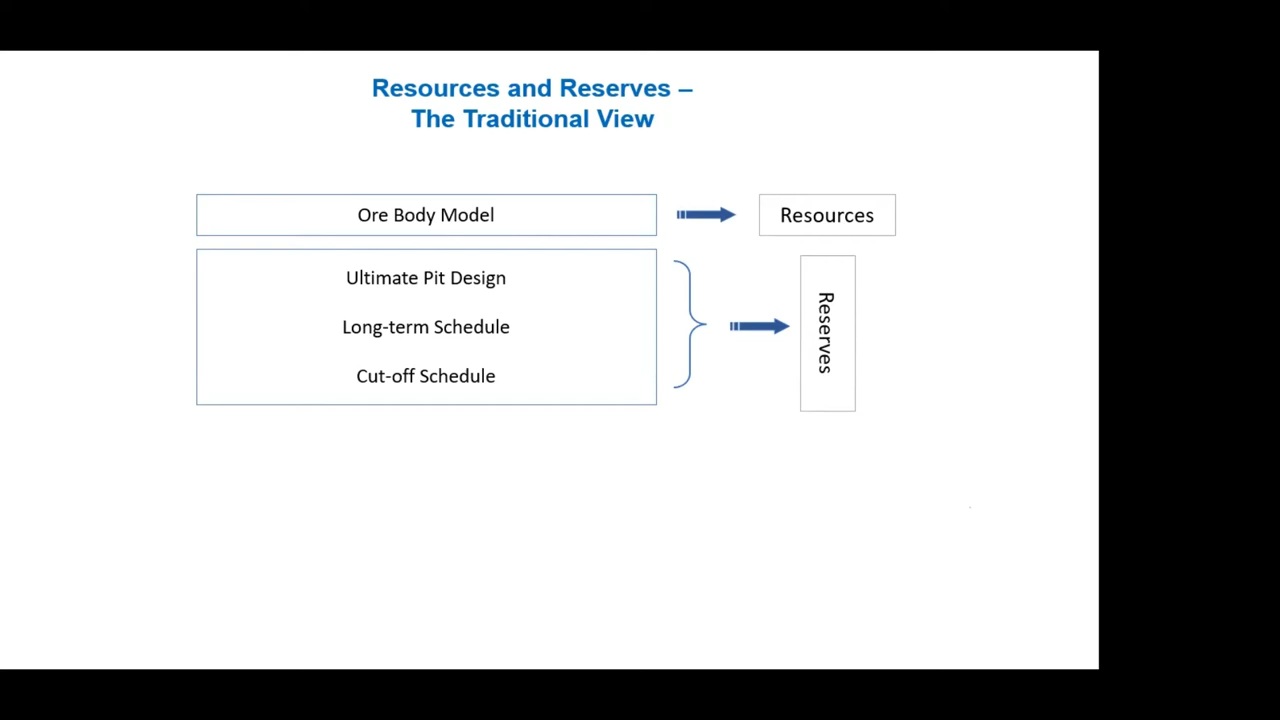 Resources and Reserves –
The Traditional View
Ore Body Model
Resources
Ultimate Pit Design
Long-term Schedule
Cut-off Schedule
Reserves